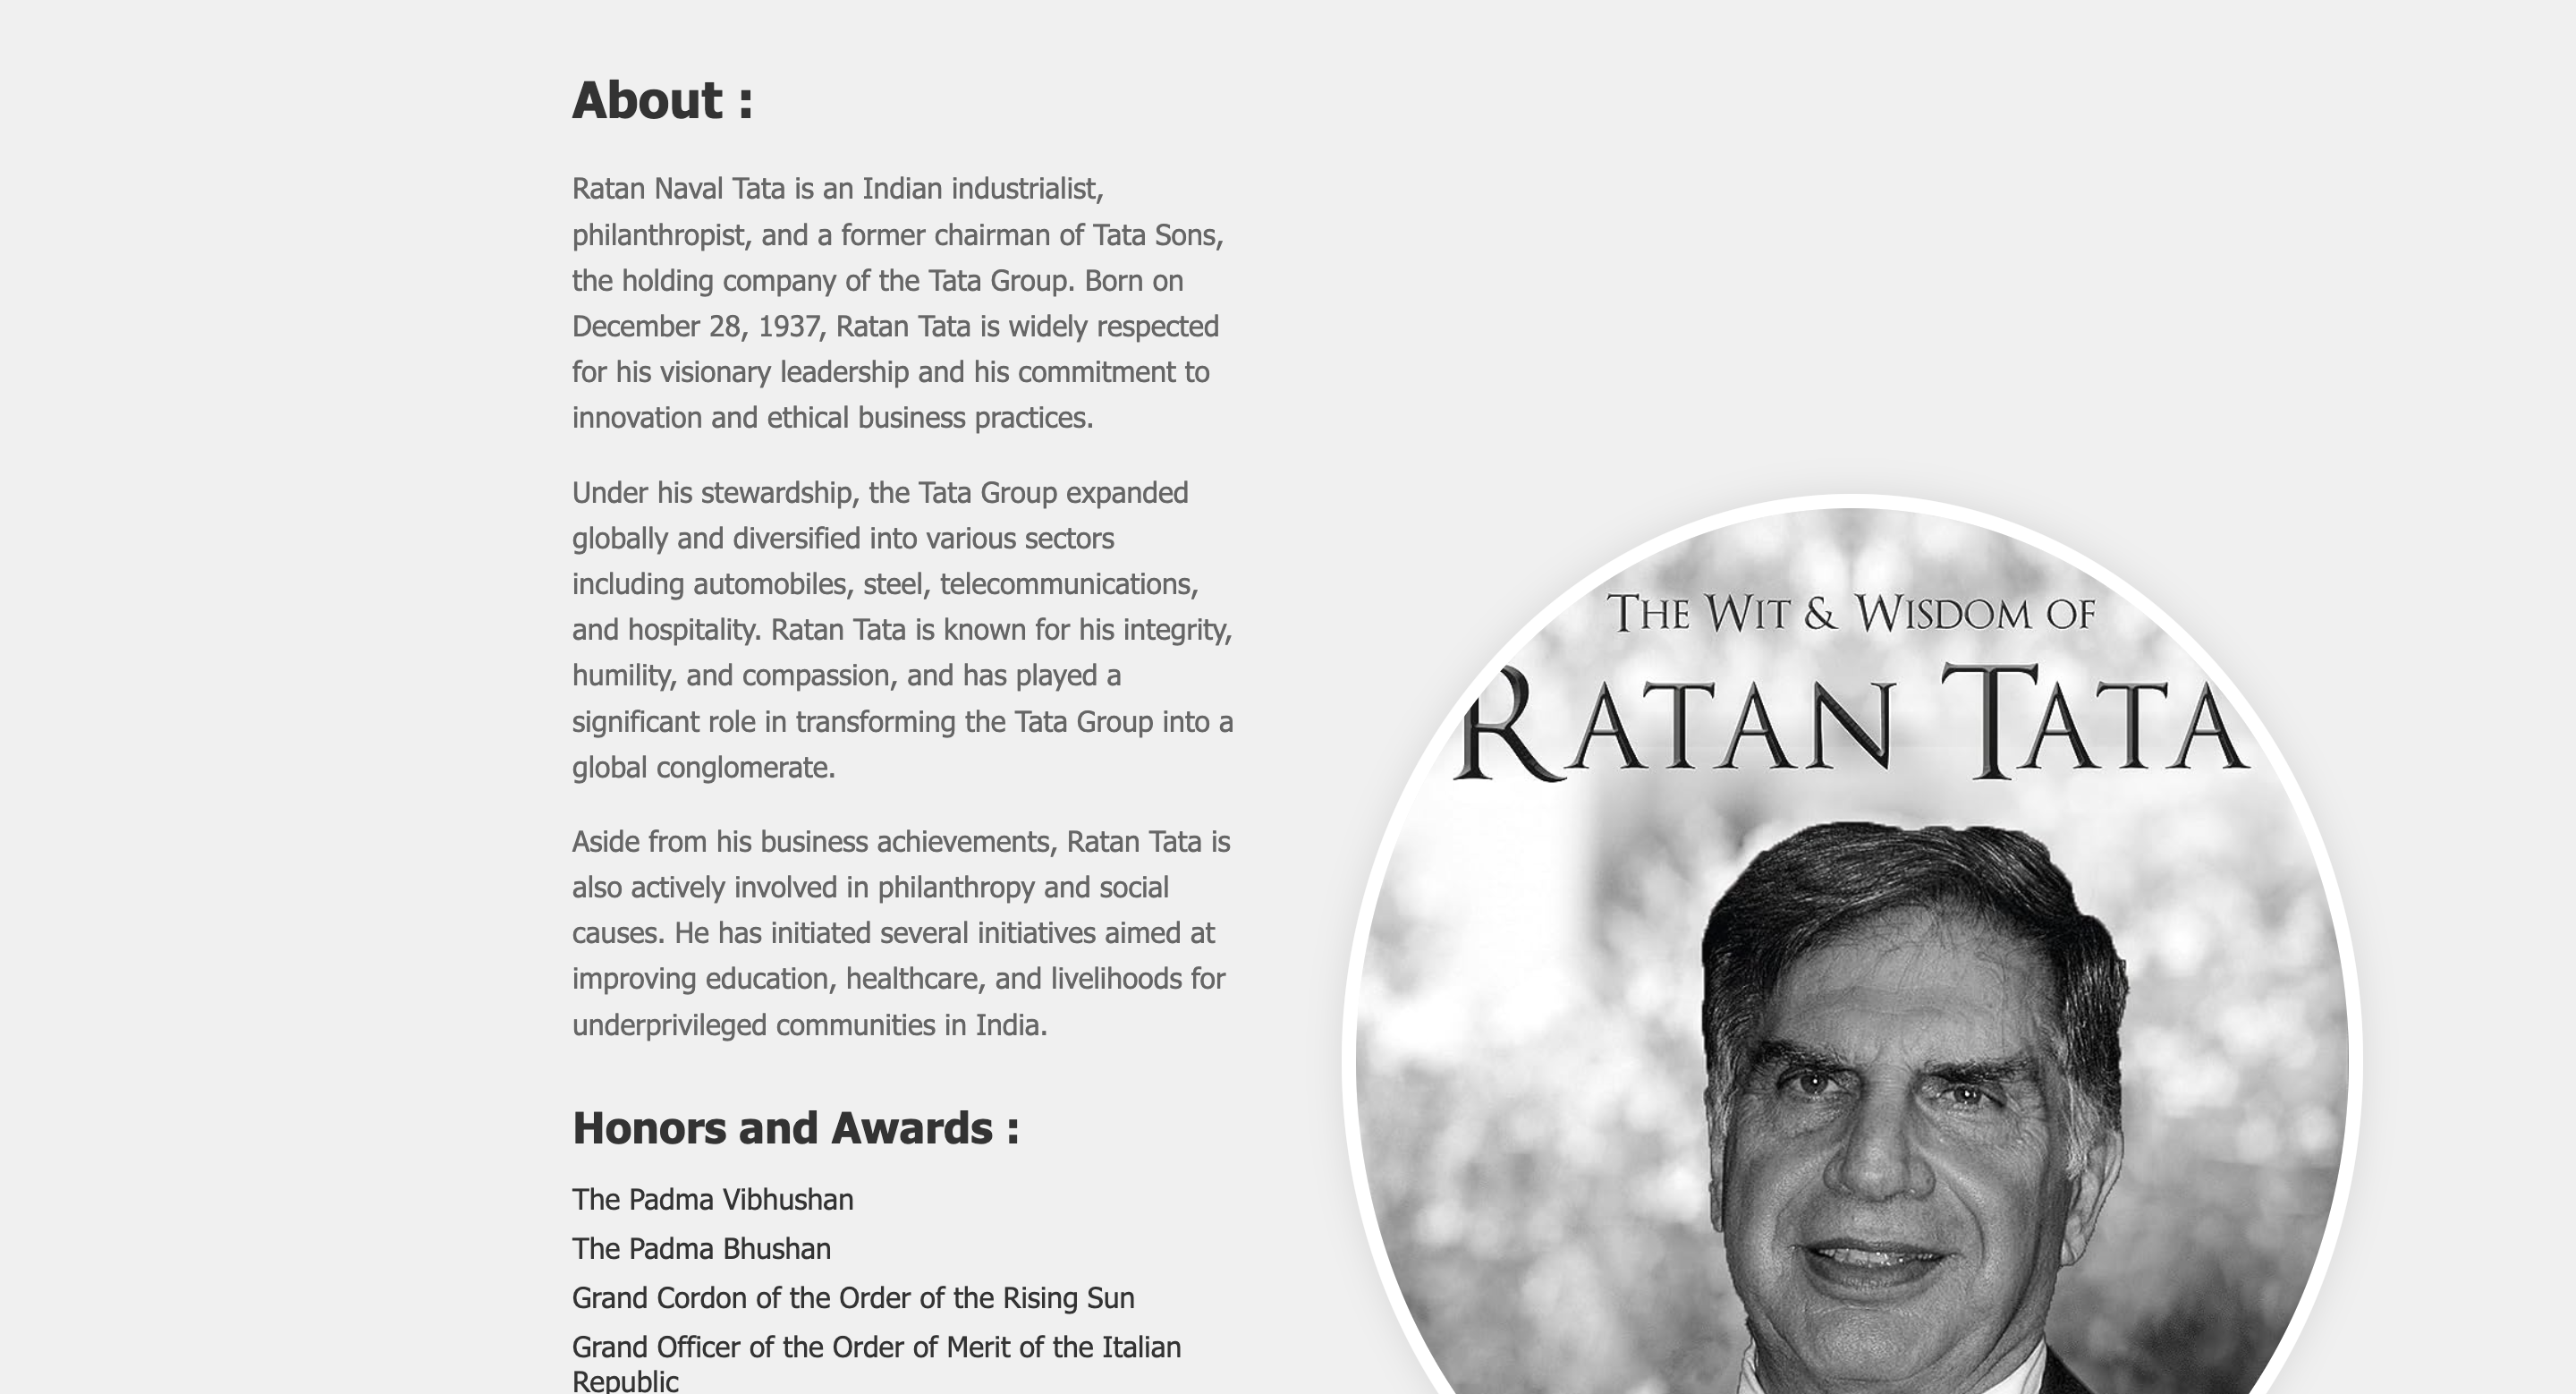 About :
Ratan Naval Tata is an Indian industrialist,
philanthropist, and a former chairman of Tata Sons,
the holding company of the Tata Group. Born on
December 28, 1937, Ratan Tata is widely respected
for his visionary leadership and his commitment to
innovation and ethical business practices.
Under his stewardship, the Tata Group expanded
globally and diversified into various sectors
including automobiles, steel, telecommunications,
and hospitality. Ratan Tata is known for his integrity,
humility, and compassion, and has played a
significant role in transforming the Tata Group into a
global conglomerate.
Aside from his business achievements, Ratan Tata is
also actively involved in philanthropy and social
causes. He has initiated several initiatives aimed at
improving education, healthcare, and livelihoods for
underprivileged communities in India.
Honors and Awards :
The Padma Vibhushan
The Padma Bhushan
Grand Cordon of the Order of the Rising Sun
Grand Officer of the Order of Merit of the Italian
Republic
The Wit & Wisdom of
Ratan Tata